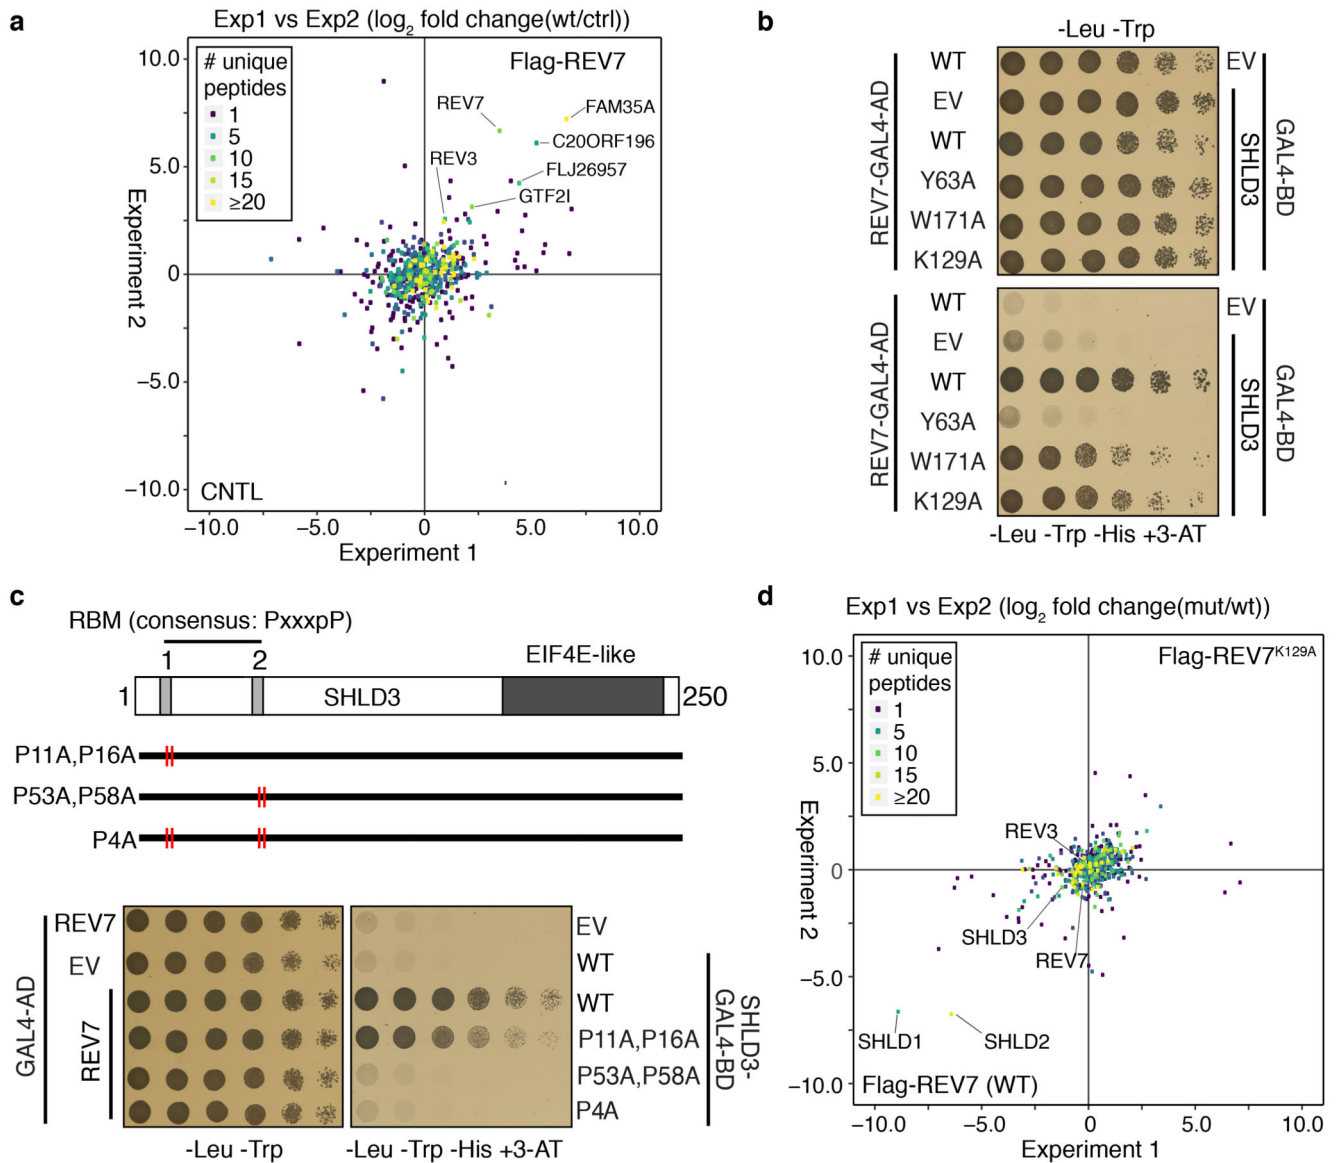 a
Exp1 vs Exp2 (log2 fold change(wt/ctrl))
# unique
peptides
1
5
10
15
≥20
Flag-REV7
REV7
FAM35A
C20ORF196
REV3
FLJ26957
GTF2I
CNTL
10.0
5.0
0
−5.0
−10.0
Experiment 2
−10.0 −5.0 0 5.0 10.0
Experiment 1
b
-Leu -Trp
REV7-GAL4-AD
WT
EV
WT
Y63A
W171A
K129A
EV
SHLD3
GAL4-BD
REV7-GAL4-AD
WT
EV
WT
Y63A
W171A
K129A
EV
SHLD3
GAL4-BD
-Leu -Trp -His +3-AT
c
RBM (consensus: PxxxpP)
1 2
EIF4E-like
1 SHLD3 250
P11A,P16A
P53A,P58A
P4A
GAL4-AD
REV7
EV
REV7
EV
WT
WT
P11A,P16A
P53A,P58A
P4A
SHLD3-
GAL4-BD
-Leu -Trp
-Leu -Trp -His +3-AT
d
Exp1 vs Exp2 (log2 fold change(mut/wt))
# unique
peptides
1
5
10
15
≥20
Flag-REV7K129A
REV3
SHLD3
REV7
SHLD1
SHLD2
Flag-REV7 (WT)
10.0
5.0
0
−5.0
−10.0
Experiment 2
−10.0 −5.0 0 5.0 10.0
Experiment 1